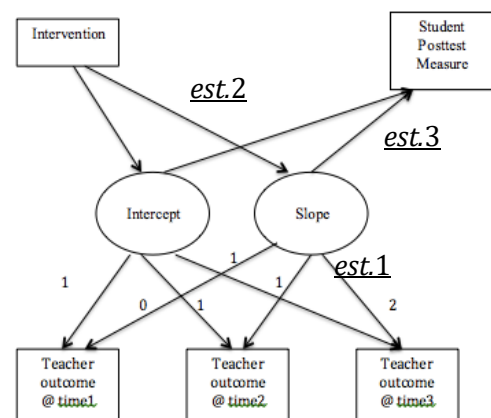 Intervention
Student
Posttest
Measure
est.2
est.3
Intercept
Slope
est.1
1
0
1
1
1
2
Teacher
outcome
@ time1
Teacher
outcome
@ time2
Teacher
outcome
@ time3